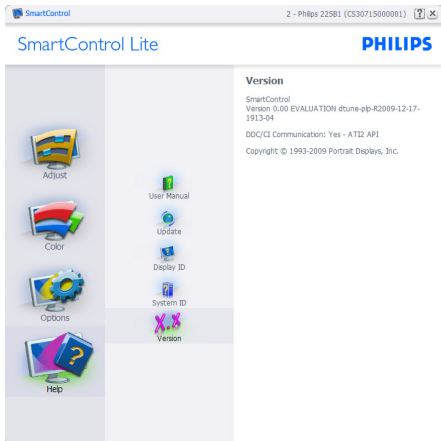 SmartControl
2 - Philips 225B1 (CS30715000001)
SmartControl Lite
PHILIPS
Adjust
Color
Options
Help
User Manual
Update
Display ID
System ID
X.X
Version
Version
SmartControl
Version 0.00 EVALUATION dtune-plp-R2009-12-17-
1913-04
DDC/CI Communication: Yes - ATI2 API
Copyright © 1993-2009 Portrait Displays, Inc.